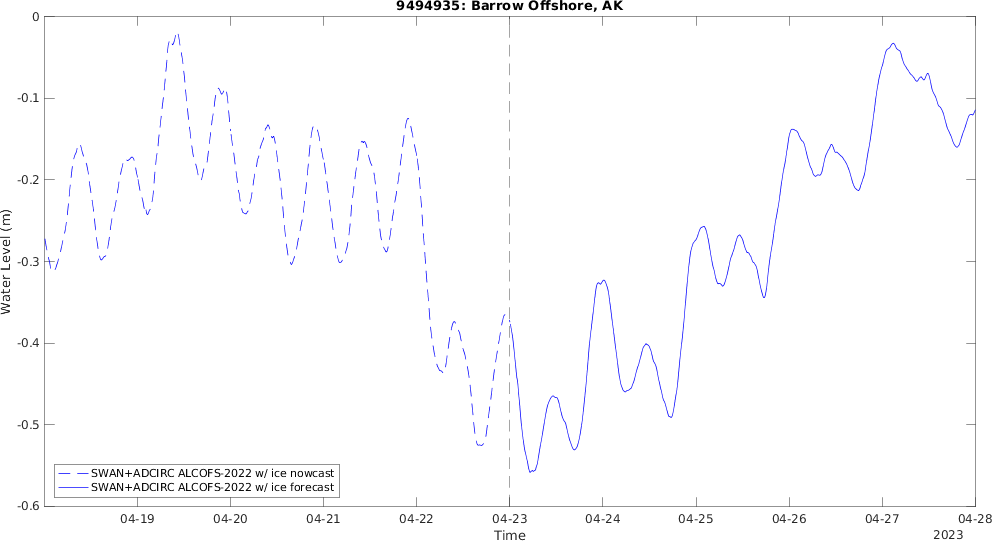 9494935: Barrow Offshore, AK
0
-0.1
-0.2
-0.3
-0.4
-0.5
-0.6
Water Level (m)
SWAN+ADCIRC ALCOFS-2022 w/ ice nowcast
SWAN+ADCIRC ALCOFS-2022 w/ ice forecast
04-19 04-20 04-21 04-22 04-23 04-24 04-25 04-26 04-27 04-28
Time
2023